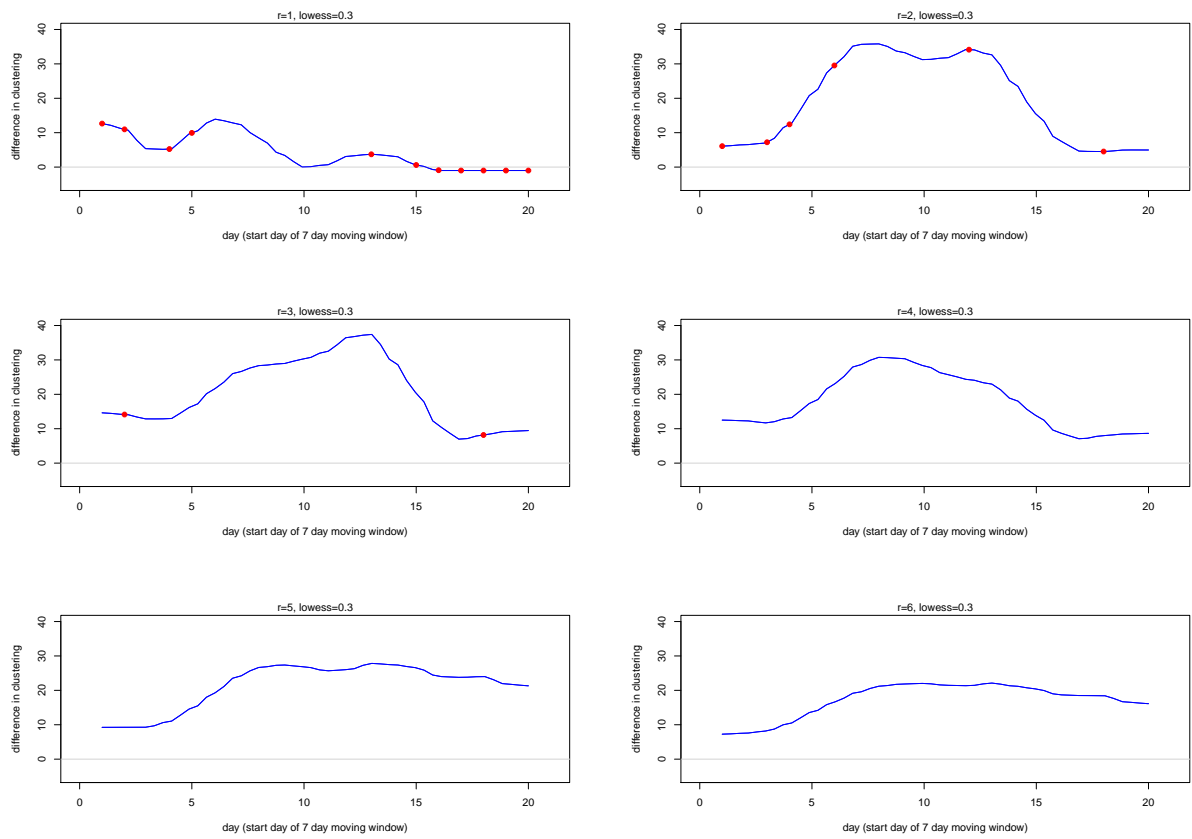 r=1, lowess=0.3
difference in clustering
0 10 20 30 40
0 5 10 15 20
day (start day of 7 day moving window)
r=2, lowess=0.3
difference in clustering
0 10 20 30 40
0 5 10 15 20
day (start day of 7 day moving window)
r=3, lowess=0.3
difference in clustering
0 10 20 30 40
0 5 10 15 20
day (start day of 7 day moving window)
r=4, lowess=0.3
difference in clustering
0 10 20 30 40
0 5 10 15 20
day (start day of 7 day moving window)
r=5, lowess=0.3
difference in clustering
0 10 20 30 40
0 5 10 15 20
day (start day of 7 day moving window)
r=6, lowess=0.3
difference in clustering
0 10 20 30 40
0 5 10 15 20
day (start day of 7 day moving window)